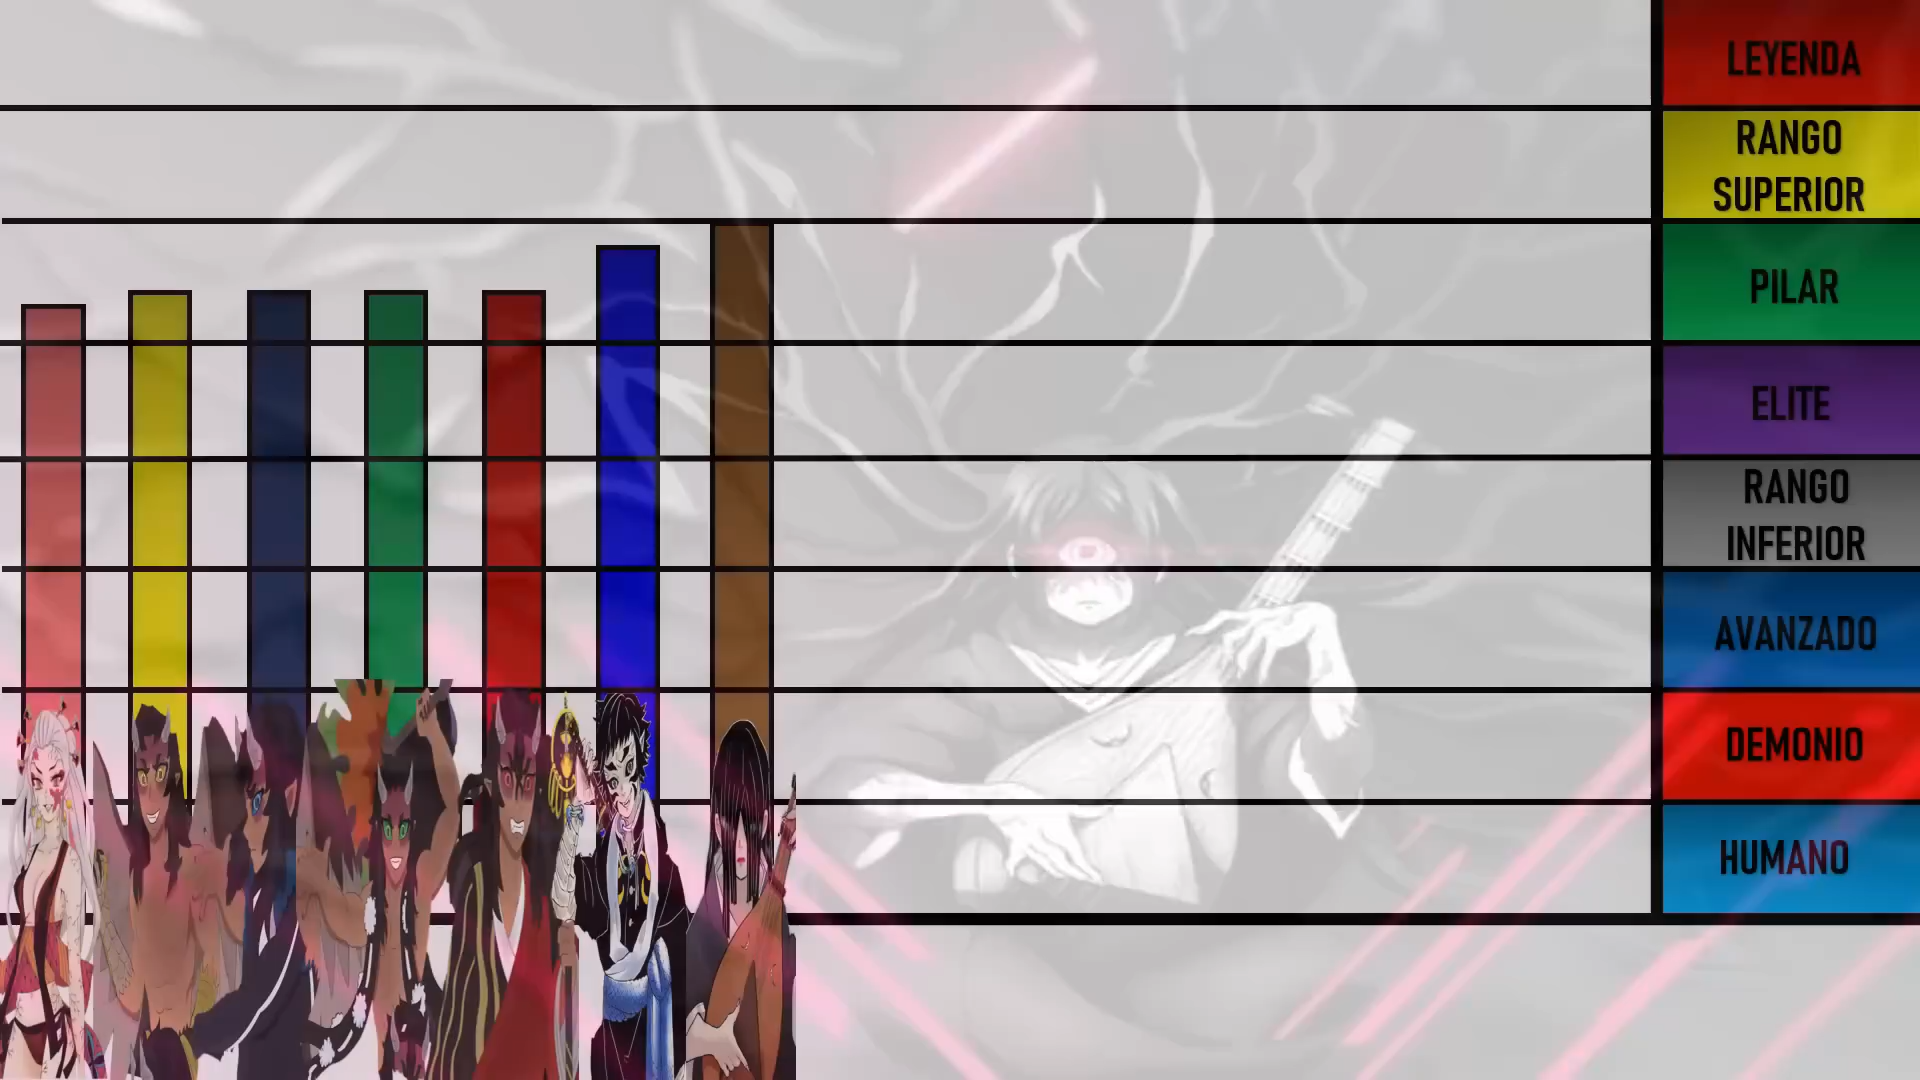 LEYENDA
RANGO
SUPERIOR
PILAR
ELITE
RANGO
INFERIOR
AVANZADO
DEMONIO
HUMANO